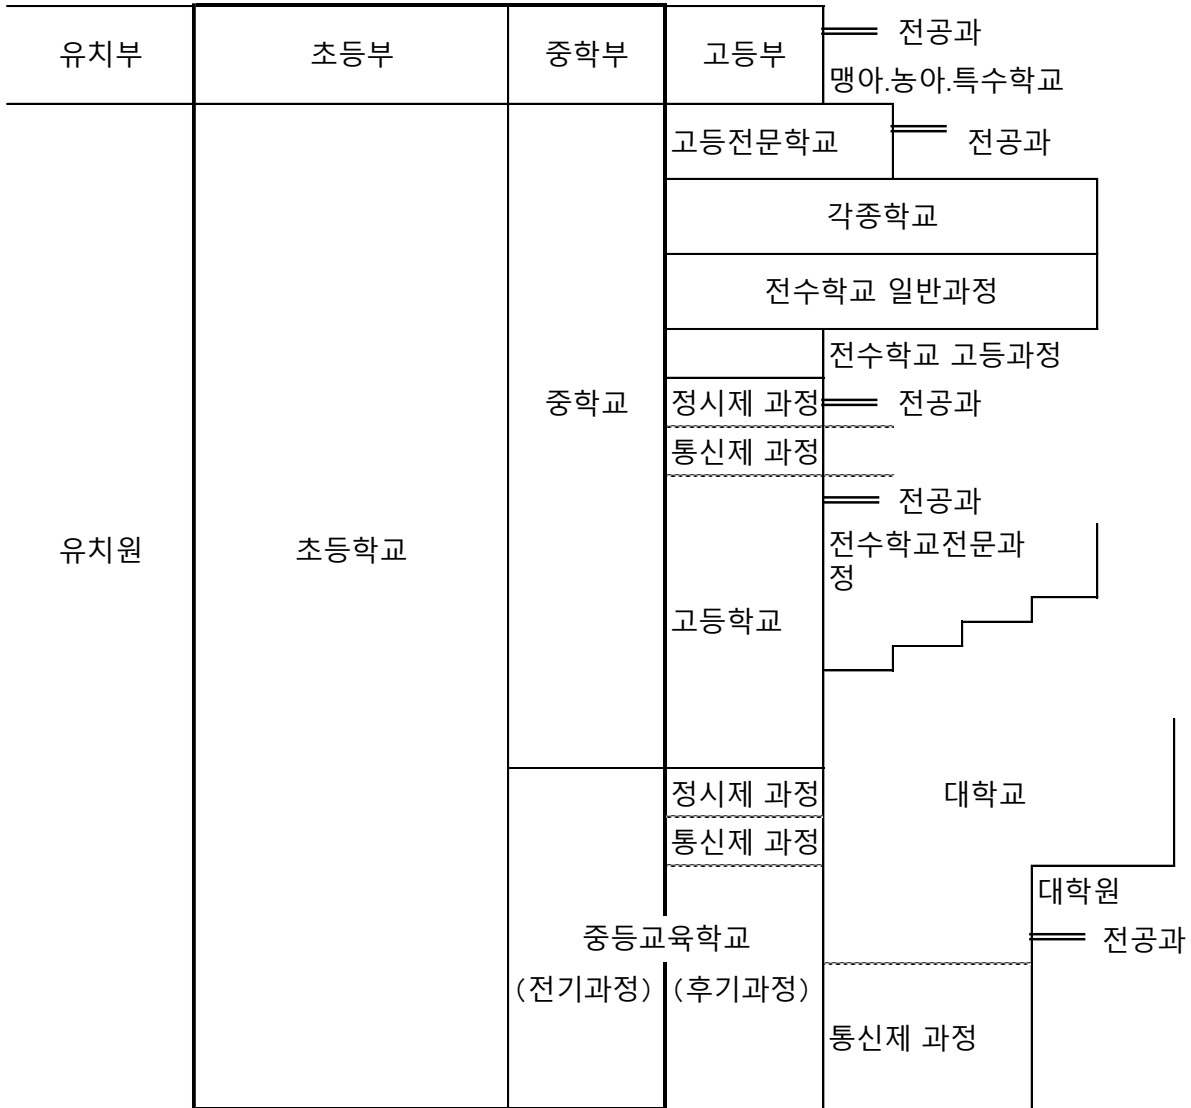 유치부
초등부
중학부
고등부
전공과
맹아.농아.특수학교
고등전문학교
전공과
각종학교
전수학교 일반과정
전수학교 고등과정
중학교
정시제 과정
전공과
통신제 과정
전공과
유치원
초등학교
전수학교전문과
정
고등학교
정시제 과정
대학교
통신제 과정
대학원
중등교육학교
전공과
(전기과정)
(후기과정)
통신제 과정